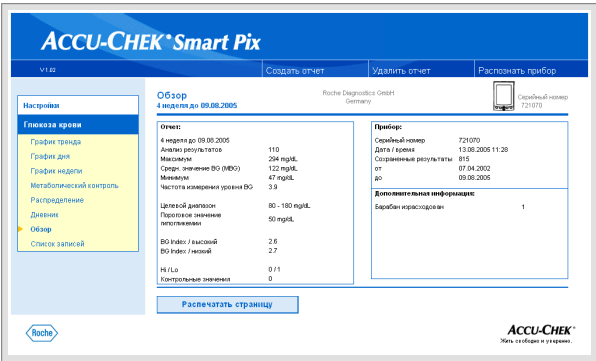 ACCU-CHEK® Smart Pix
V1.02
Создать отчет
Удалить отчет
Распознать прибор
Настройки
Глюкоза крови
График тренда
График дня
График недели
Метаболический контроль
Распределение
Дневник
Обзор
Список записей
Обзор
4 недели до 09.08.2005
Roche Diagnostics GmbH
Germany
Серийный номер
721070
Отчет:
4 недели до 09.08.2005
Анализ результатов 110
Максимум 294 mg/dL
Средн. значение BG (MBG) 122 mg/dL
Минимум 47 mg/dL
Частота измерения уровня BG 3.9
Целевой диапазон 80 - 180 mg/dL
Пороговое значение
гипогликемии 50 mg/dL
BG Index / высокий 2.6
BG Index / низкий 2.7
Hi / Lo 0 / 1
Контрольные значения 0
Прибор:
Серийный номер 721070
Дата / время 13.08.2005 11:28
Сохраненные результаты 815
от 07.04.2002
до 09.08.2005
Дополнительная информация:
Барабан израсходован 1
Распечатать страницу
Roche
ACCU-CHEK®
Жить свободно и уверенно.